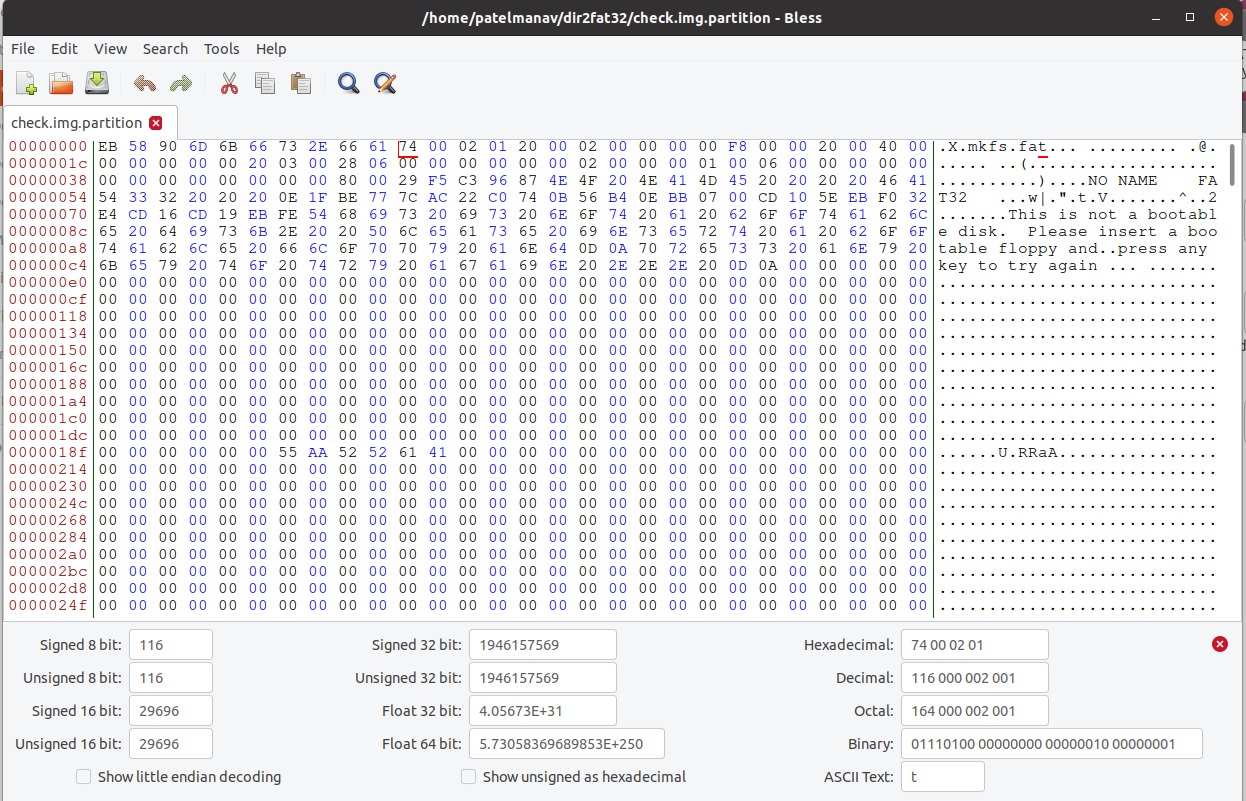 /home/patelmanav/dir2fat32/check.img.partition - Bless
File Edit View Search Tools Help
check.img.partition
00000000 EB 58 90 6D 6B 66 73 2E 66 61 74 00 02 01 20 00 02 00 00 00 00 F8 00 00 20 00 40 00 .X.mkfs.fat... ......... .@.
0000001c 00 00 00 00 00 20 03 00 28 06 00 00 00 00 00 00 02 00 00 00 01 00 06 00 00 00 00 00 ..... ..(...................
00000038 00 00 00 00 00 00 00 00 80 00 29 F5 C3 96 87 4E 4F 20 4E 41 4D 45 20 20 20 20 46 41 ..........)....NO NAME    FA
00000054 54 33 32 20 20 20 0E 1F BE 77 7C AC 22 C0 74 0B 56 B4 0E BB 07 00 CD 10 5E EB F0 32 T32   ...w|.".t.V.......^..2
00000070 E4 CD 16 CD 19 EB FE 54 68 69 73 20 69 73 20 6E 6F 74 20 61 20 62 6F 6F 74 61 62 6C .......This is not a bootabl
0000008c 65 20 64 69 73 6B 2E 20 20 50 6C 65 61 73 65 20 69 6E 73 65 72 74 20 61 20 62 6F 6F e disk.  Please insert a boo
000000a8 74 61 62 6C 65 20 66 6C 6F 70 70 79 20 61 6E 64 0D 0A 70 72 65 73 73 20 61 6E 79 20 table floppy and..press any
000000c4 6B 65 79 20 74 6F 20 74 72 79 20 61 67 61 69 6E 20 2E 2E 2E 20 0D 0A 00 00 00 00 00 key to try again ... .......
000000e0 00 00 00 00 00 00 00 00 00 00 00 00 00 00 00 00 00 00 00 00 00 00 00 00 00 00 00 00 ............................
000000cf 00 00 00 00 00 00 00 00 00 00 00 00 00 00 00 00 00 00 00 00 00 00 00 00 00 00 00 00 ............................
00000118 00 00 00 00 00 00 00 00 00 00 00 00 00 00 00 00 00 00 00 00 00 00 00 00 00 00 00 00 ............................
00000134 00 00 00 00 00 00 00 00 00 00 00 00 00 00 00 00 00 00 00 00 00 00 00 00 00 00 00 00 ............................
00000150 00 00 00 00 00 00 00 00 00 00 00 00 00 00 00 00 00 00 00 00 00 00 00 00 00 00 00 00 ............................
0000016c 00 00 00 00 00 00 00 00 00 00 00 00 00 00 00 00 00 00 00 00 00 00 00 00 00 00 00 00 ............................
00000188 00 00 00 00 00 00 00 00 00 00 00 00 00 00 00 00 00 00 00 00 00 00 00 00 00 00 00 00 ............................
000001a4 00 00 00 00 00 00 00 00 00 00 00 00 00 00 00 00 00 00 00 00 00 00 00 00 00 00 00 00 ............................
000001c0 00 00 00 00 00 00 00 00 00 00 00 00 00 00 00 00 00 00 00 00 00 00 00 00 00 00 00 00 ............................
000001dc 00 00 00 00 00 00 00 00 00 00 00 00 00 00 00 00 00 00 00 00 00 00 00 00 00 00 00 00 ............................
0000018f 00 00 00 00 00 00 55 AA 52 52 61 41 00 00 00 00 00 00 00 00 00 00 00 00 00 00 00 00 ......U.RRaA................
00000214 00 00 00 00 00 00 00 00 00 00 00 00 00 00 00 00 00 00 00 00 00 00 00 00 00 00 00 00 ............................
00000230 00 00 00 00 00 00 00 00 00 00 00 00 00 00 00 00 00 00 00 00 00 00 00 00 00 00 00 00 ............................
0000024c 00 00 00 00 00 00 00 00 00 00 00 00 00 00 00 00 00 00 00 00 00 00 00 00 00 00 00 00 ............................
00000268 00 00 00 00 00 00 00 00 00 00 00 00 00 00 00 00 00 00 00 00 00 00 00 00 00 00 00 00 ............................
00000284 00 00 00 00 00 00 00 00 00 00 00 00 00 00 00 00 00 00 00 00 00 00 00 00 00 00 00 00 ............................
000002a0 00 00 00 00 00 00 00 00 00 00 00 00 00 00 00 00 00 00 00 00 00 00 00 00 00 00 00 00 ............................
000002bc 00 00 00 00 00 00 00 00 00 00 00 00 00 00 00 00 00 00 00 00 00 00 00 00 00 00 00 00 ............................
000002d8 00 00 00 00 00 00 00 00 00 00 00 00 00 00 00 00 00 00 00 00 00 00 00 00 00 00 00 00 ............................
0000024f 00 00 00 00 00 00 00 00 00 00 00 00 00 00 00 00 00 00 00 00 00 00 00 00 00 00 00 00 ............................
Signed 8 bit: 116 Signed 32 bit: 1946157569 Hexadecimal: 74 00 02 01
Unsigned 8 bit: 116 Unsigned 32 bit: 1946157569 Decimal: 116 000 002 001
Signed 16 bit: 29696 Float 32 bit: 4.05673E+31 Octal: 164 000 002 001
Unsigned 16 bit: 29696 Float 64 bit: 5.73058369689853E+250 Binary: 01110100 00000000 00000010 00000001
Show little endian decoding Show unsigned as hexadecimal ASCII Text: t